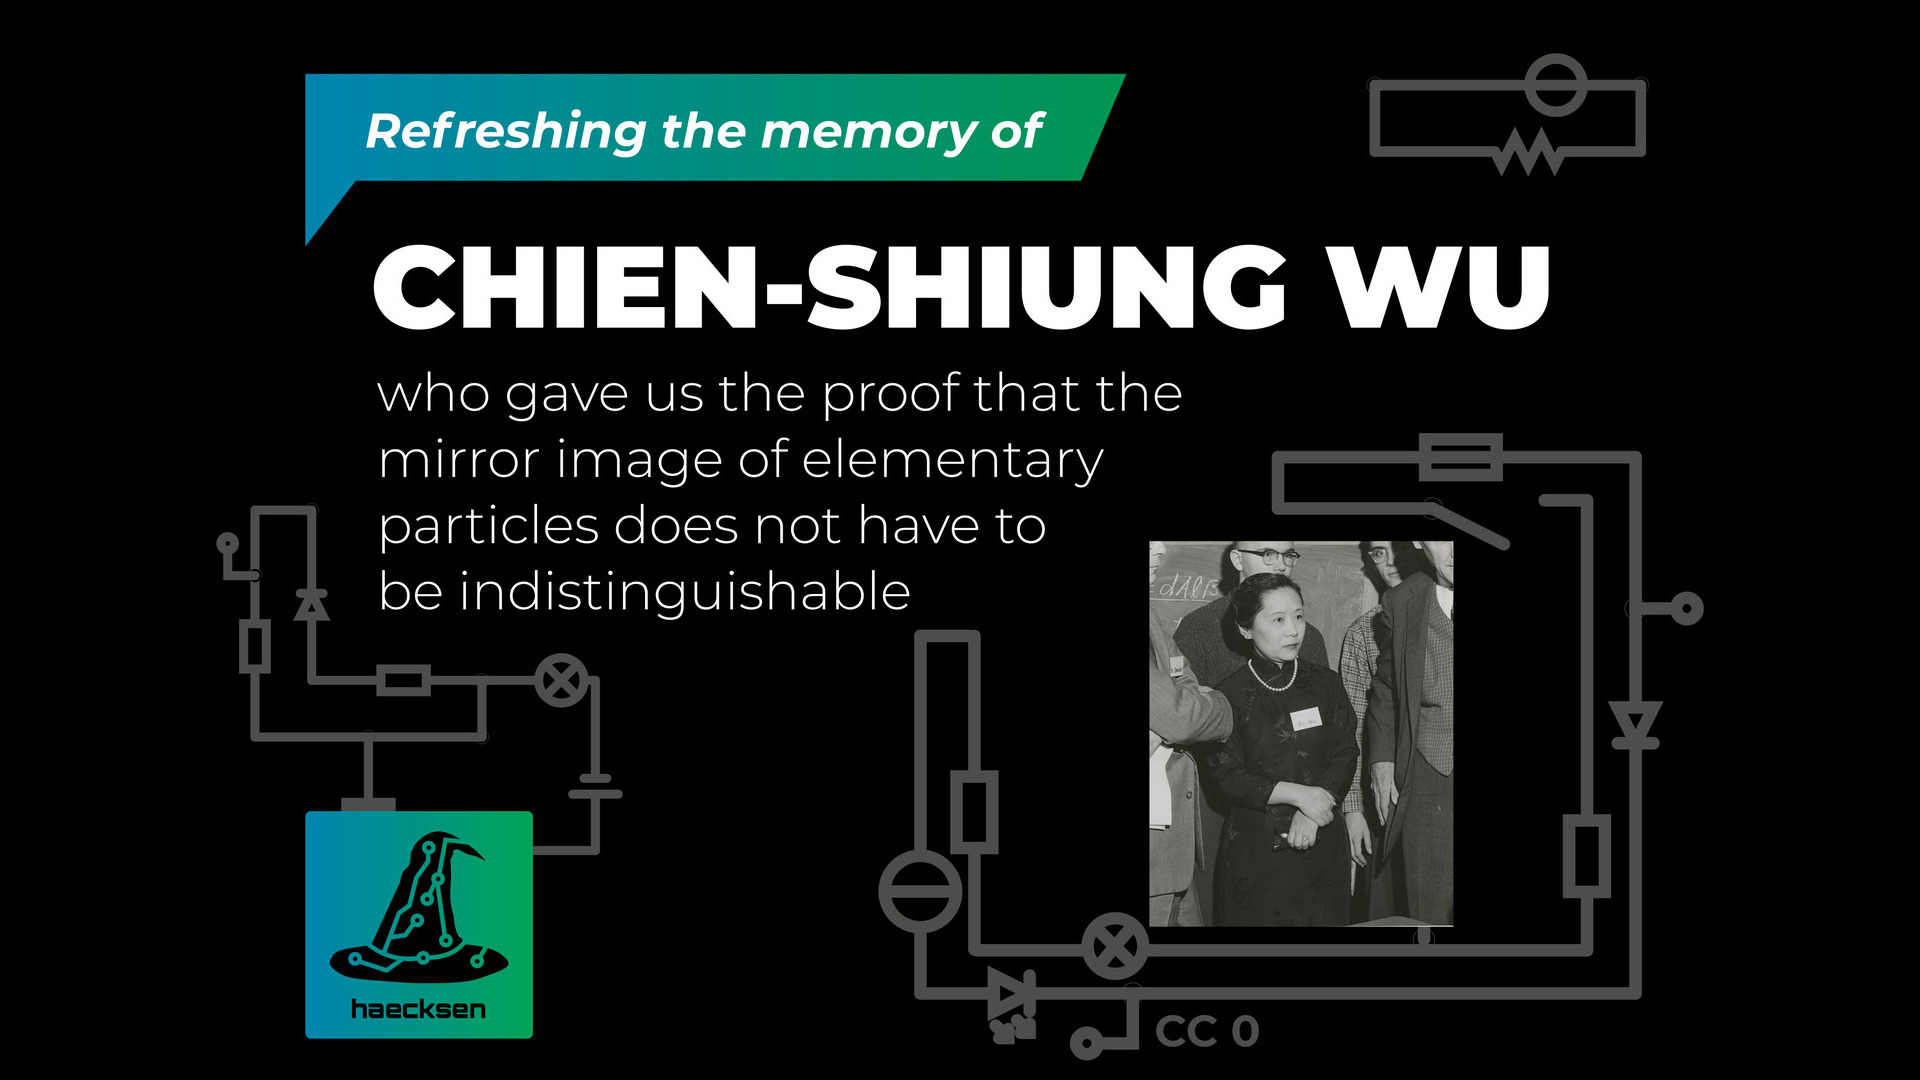 Refreshing the memory of
CHIEN-SHIUNG WU
who gave us the proof that the
mirror image of elementary
particles does not have to
be indistinguishable
dAlB
haecksen
CC 0